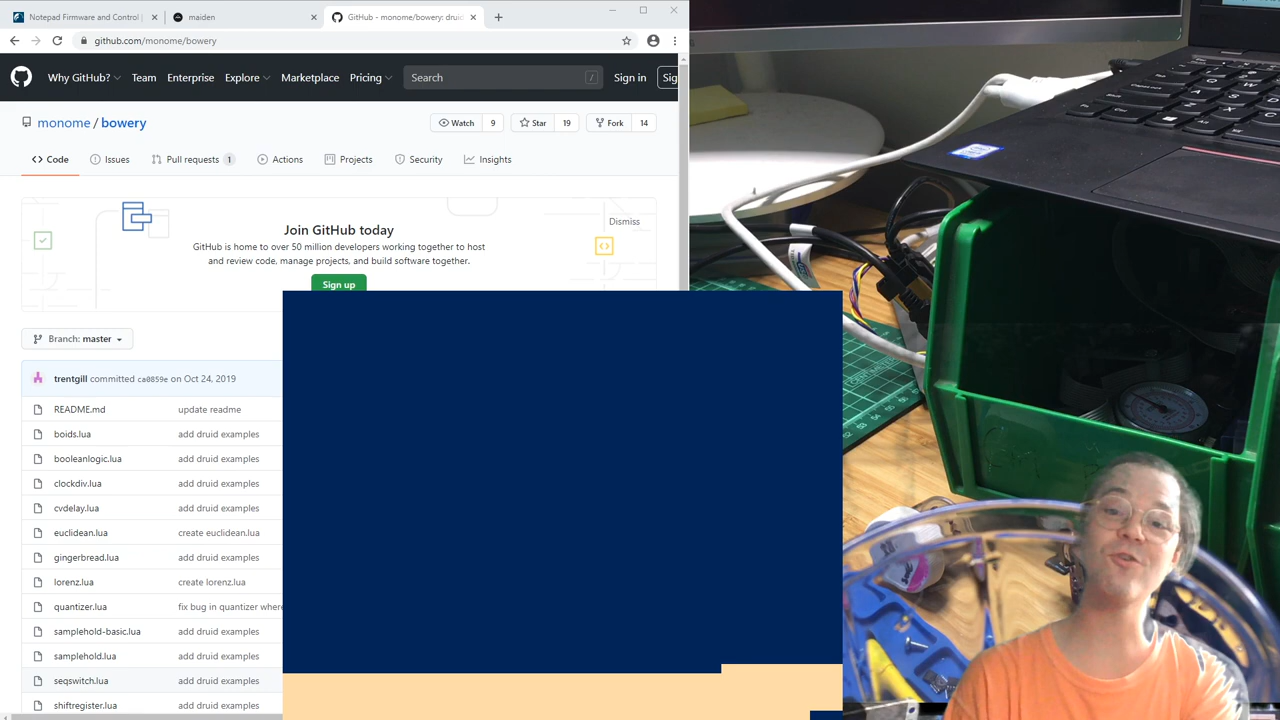 Notepad Firmware and Control |
maiden
GitHub - monome/bowery: druid
github.com/monome/bowery
Why GitHub? Team Enterprise Explore Marketplace Pricing Search / Sign in Sig
monome / bowery
Watch 9 Star 19 Fork 14
Code Issues Pull requests 1 Actions Projects Security Insights
Join GitHub today
Dismiss
GitHub is home to over 50 million developers working together to host
and review code, manage projects, and build software together.
Sign up
Branch: master
trentgill committed ca0859e on Oct 24, 2019
README.md update readme
boids.lua add druid examples
booleanlogic.lua add druid examples
clockdiv.lua add druid examples
cvdelay.lua add druid examples
euclidean.lua create euclidean.lua
gingerbread.lua add druid examples
lorenz.lua create lorenz.lua
quantizer.lua fix bug in quantizer where
samplehold-basic.lua add druid examples
samplehold.lua add druid examples
seqswitch.lua add druid examples
shiftregister.lua add druid examples